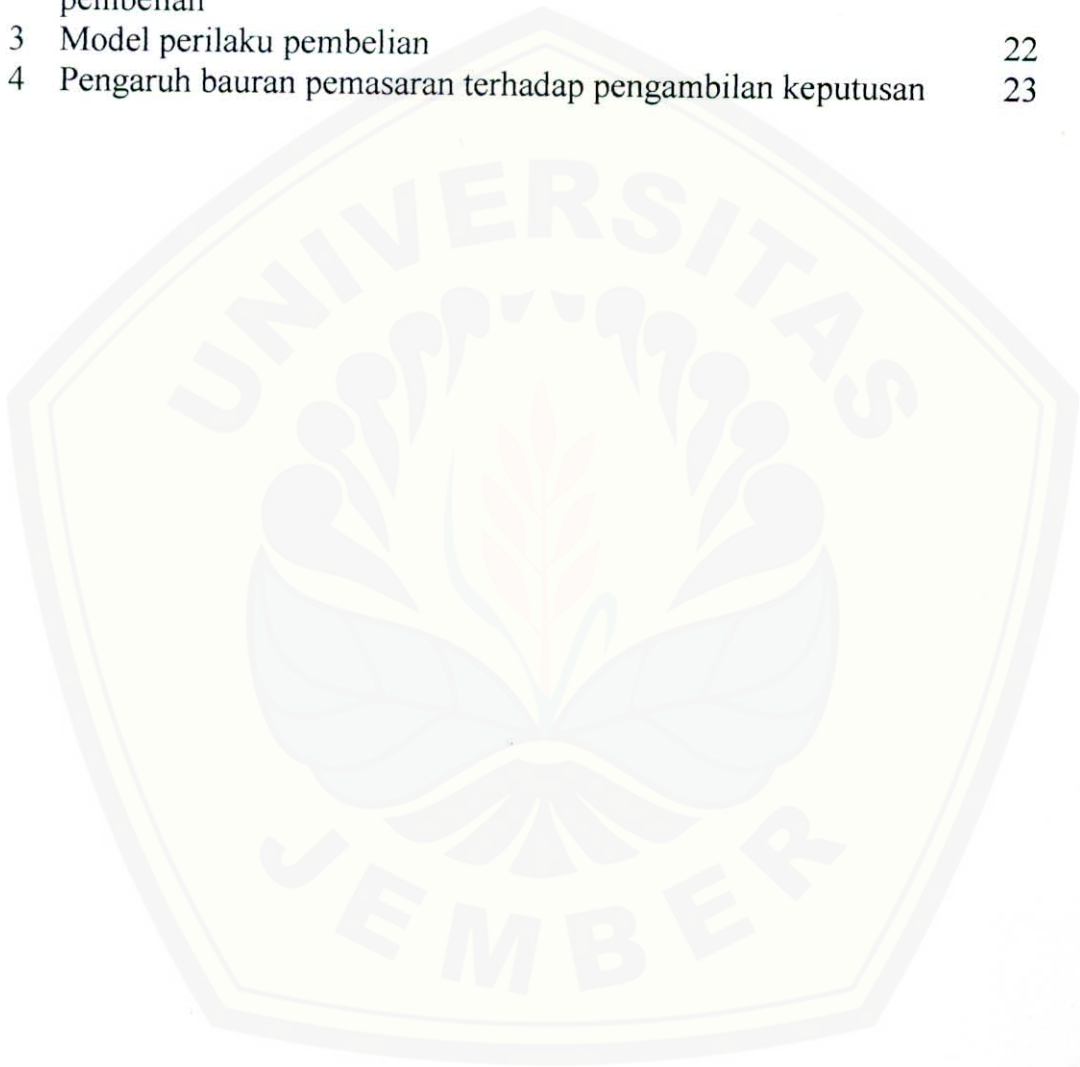 pembelian
3 Model perilaku pembelian 22
4 Pengaruh bauran pemasaran terhadap pengambilan keputusan 23
UNIVERSITAS
JEMBER